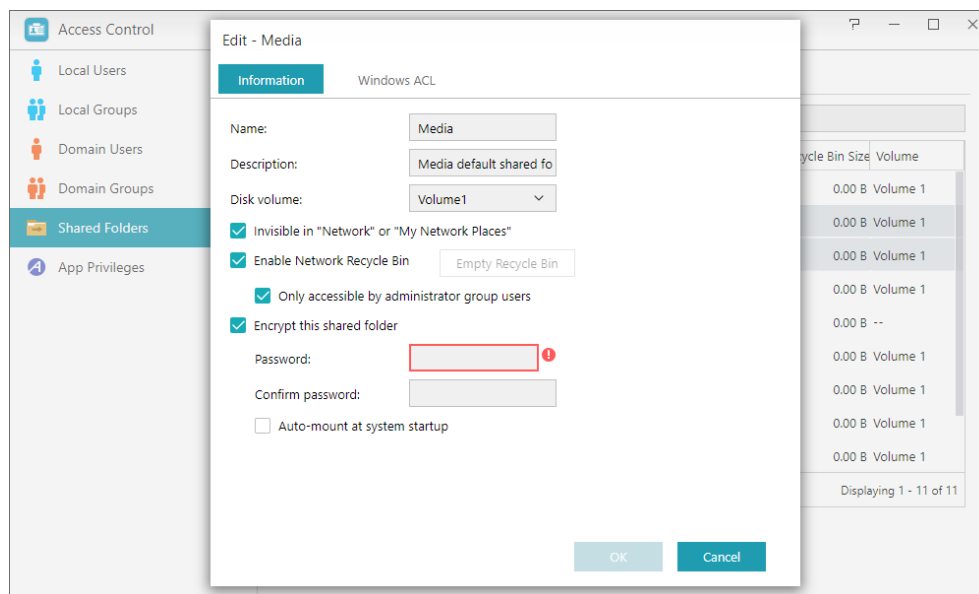 Access Control
Local Users
Local Groups
Domain Users
Domain Groups
Shared Folders
App Privileges
Edit - Media
Information
Windows ACL
Name:
Media
Description:
Media default shared fo
Disk volume:
Volume1
Invisible in "Network" or "My Network Places"
Enable Network Recycle Bin
Empty Recycle Bin
Only accessible by administrator group users
Encrypt this shared folder
Password:
Confirm password:
Auto-mount at system startup
OK
Cancel
ycle Bin Size Volume
0.00 B Volume 1
0.00 B Volume 1
0.00 B Volume 1
0.00 B Volume 1
0.00 B --
0.00 B Volume 1
0.00 B Volume 1
0.00 B Volume 1
0.00 B Volume 1
Displaying 1 - 11 of 11